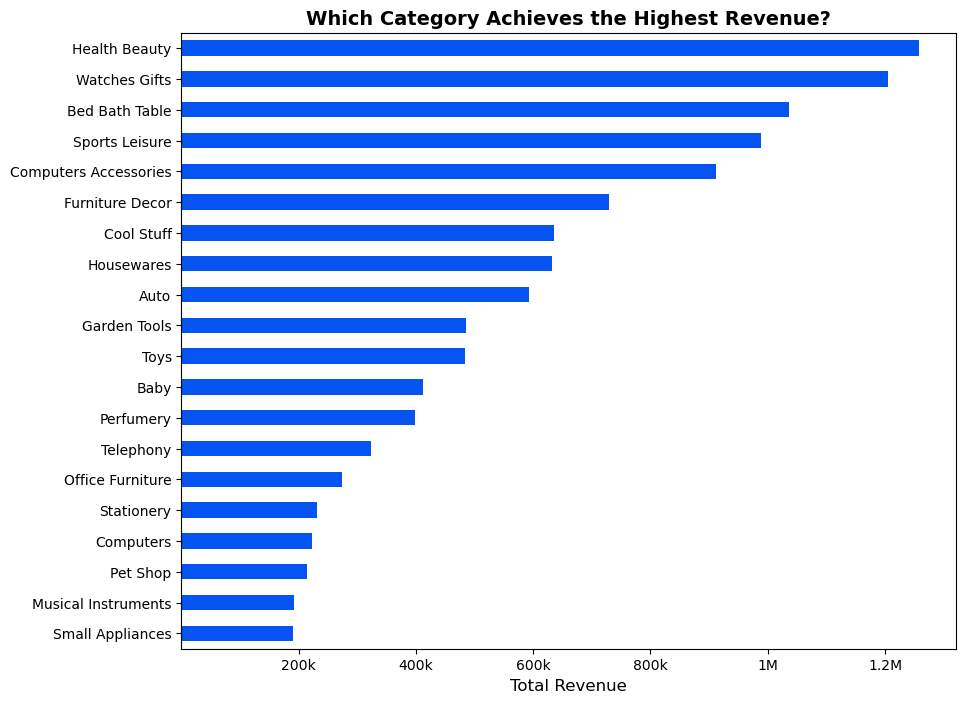 Which Category Achieves the Highest Revenue?
Health Beauty
Watches Gifts
Bed Bath Table
Sports Leisure
Computers Accessories
Furniture Decor
Cool Stuff
Housewares
Auto
Garden Tools
Toys
Baby
Perfumery
Telephony
Office Furniture
Stationery
Computers
Pet Shop
Musical Instruments
Small Appliances
200k 400k 600k 800k 1M 1.2M
Total Revenue